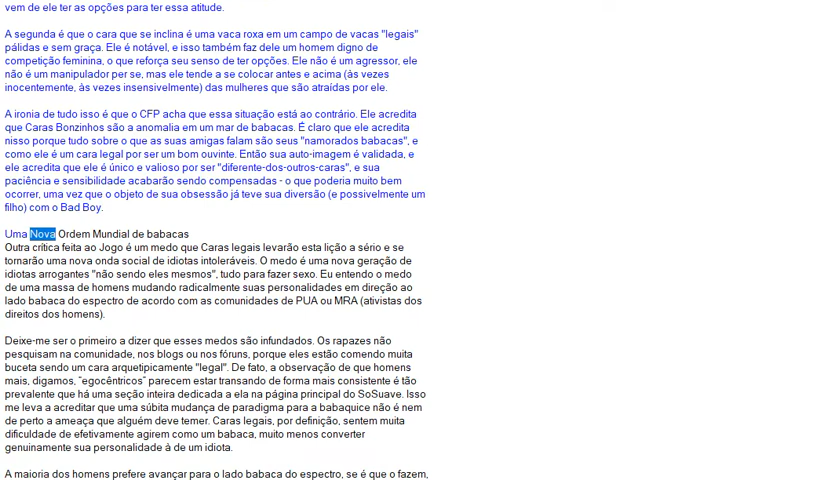 vem de ele ter as opções para ter essa atitude.
A segunda é que o cara que se inclina é uma vaca roxa em um campo de vacas "legais"
pálidas e sem graça. Ele é notável, e isso também faz dele um homem digno de
competição feminina, o que reforça seu senso de ter opções. Ele não é um agressor, ele
não é um manipulador per se, mas ele tende a se colocar antes e acima (às vezes
inocentemente, às vezes insensivelmente) das mulheres que são atraídas por ele.
A ironia de tudo isso é que o CFP acha que essa situação está ao contrário. Ele acredita
que Caras Bonzinhos são a anomalia em um mar de babacas. É claro que ele acredita
nisso porque tudo sobre o que as suas amigas falam são seus "namorados babacas", e
como ele é um cara legal por ser um bom ouvinte. Então sua auto-imagem é validada, e
ele acredita que ele é único e valioso por ser "diferente-dos-outros-caras", e sua
paciência e sensibilidade acabarão sendo compensadas - o que poderia muito bem
ocorrer, uma vez que o objeto de sua obsessão já teve sua diversão (e possivelmente um
filho) com o Bad Boy.
Uma Nova Ordem Mundial de babacas
Outra crítica feita ao Jogo é um medo que Caras legais levarão esta lição a sério e se
tornarão uma nova onda social de idiotas intoleráveis. O medo é uma nova geração de
idiotas arrogantes "não sendo eles mesmos", tudo para fazer sexo. Eu entendo o medo
de uma massa de homens mudando radicalmente suas personalidades em direção ao
lado babaca do espectro de acordo com as comunidades de PUA ou MRA (ativistas dos
direitos dos homens).
Deixe-me ser o primeiro a dizer que esses medos são infundados. Os rapazes não
pesquisam na comunidade, nos blogs ou nos fóruns, porque eles estão comendo muita
buceta sendo um cara arquetipicamente "legal". De fato, a observação de que homens
mais, digamos, “egocêntricos” parecem estar transando de forma mais consistente é tão
prevalente que há uma seção inteira dedicada a ela na página principal do SoSuave. Isso
me leva a acreditar que uma súbita mudança de paradigma para a babaquice não é nem
de perto a ameaça que alguém deve temer. Caras legais, por definição, sentem muita
dificuldade de efetivamente agirem como um babaca, muito menos converter
genuinamente sua personalidade à de um idiota.
A maioria dos homens prefere avançar para o lado babaca do espectro, se é que o fazem,